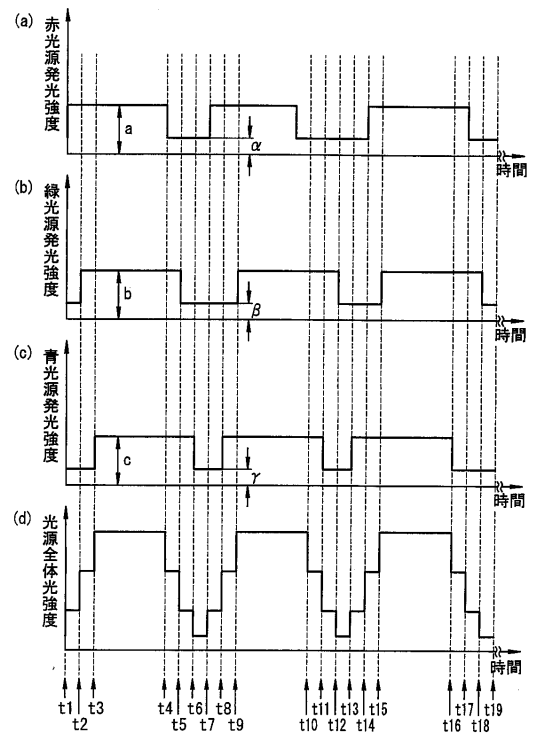 (a)
赤光源発光強度
a
α
時間
(b)
緑光源発光強度
b
β
時間
(c)
青光源発光強度
c
γ
時間
(d)
光源全体光強度
時間
t1 t3 t4 t6 t8 t11 t13 t15 t17 t19
t2 t5 t7 t9 t10 t12 t14 t16 t18